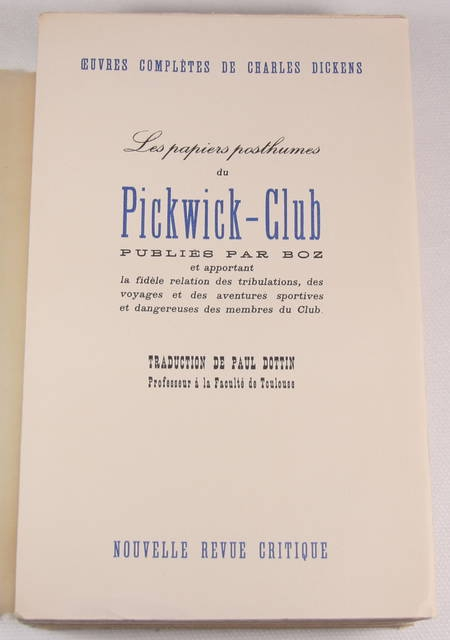 ŒUVRES COMPLÈTES DE CHARLES DICKENS
Les papiers posthumes
du
Pickwick-Club
PUBLIÉS PAR BOZ
et apportant
la fidèle relation des tribulations, des
voyages et des aventures sportives
et dangereuses des membres du Club.
TRADUCTION DE PAUL DOTTIN
Professeur à la Faculté de Toulouse
NOUVELLE REVUE CRITIQUE